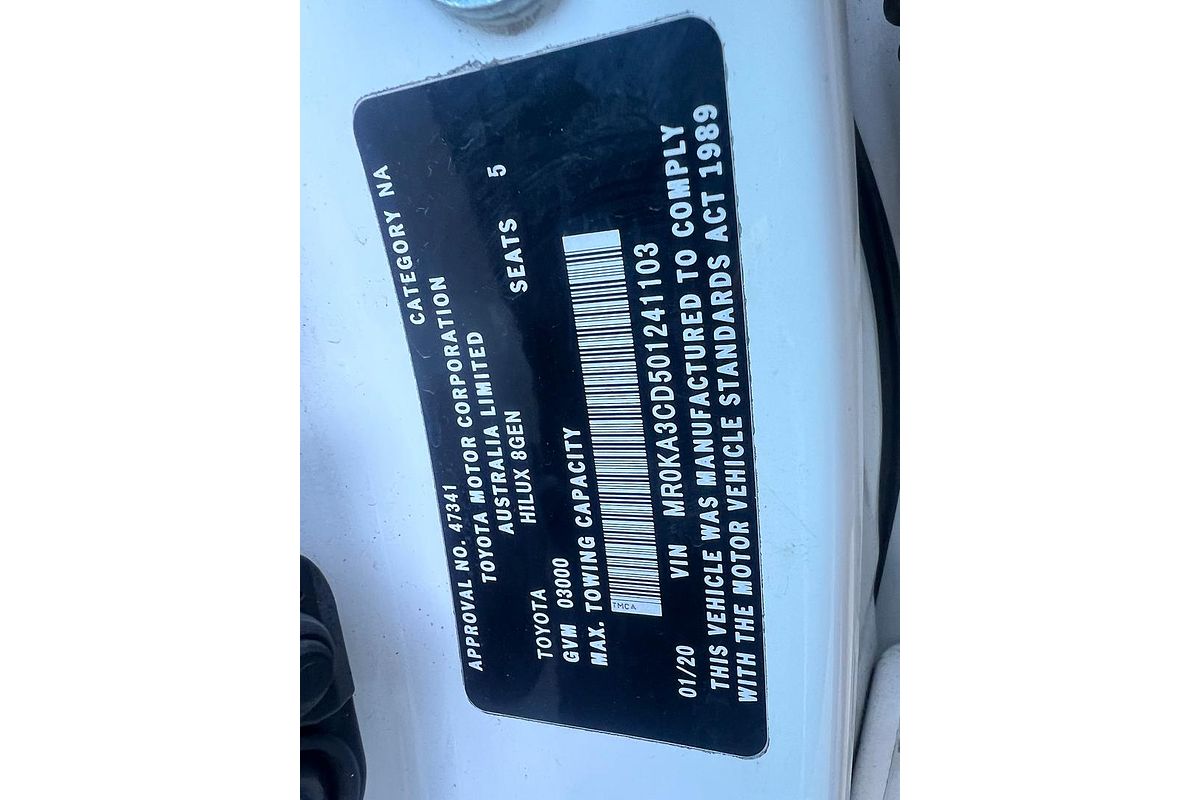 APPROVAL NO. 47341 CATEGORY NA
TOYOTA MOTOR CORPORATION
AUSTRALIA LIMITED
TOYOTA HILUX 8GEN
GVM 03000 SEATS 5
MAX. TOWING CAPACITY
TMCA
VIN MR0KA3CD501241103
01/20
THIS VEHICLE WAS MANUFACTURED TO COMPLY
WITH THE MOTOR VEHICLE STANDARDS ACT 1989